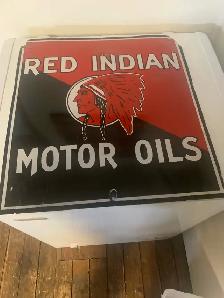 RED INDIAN
MOTOR OILS